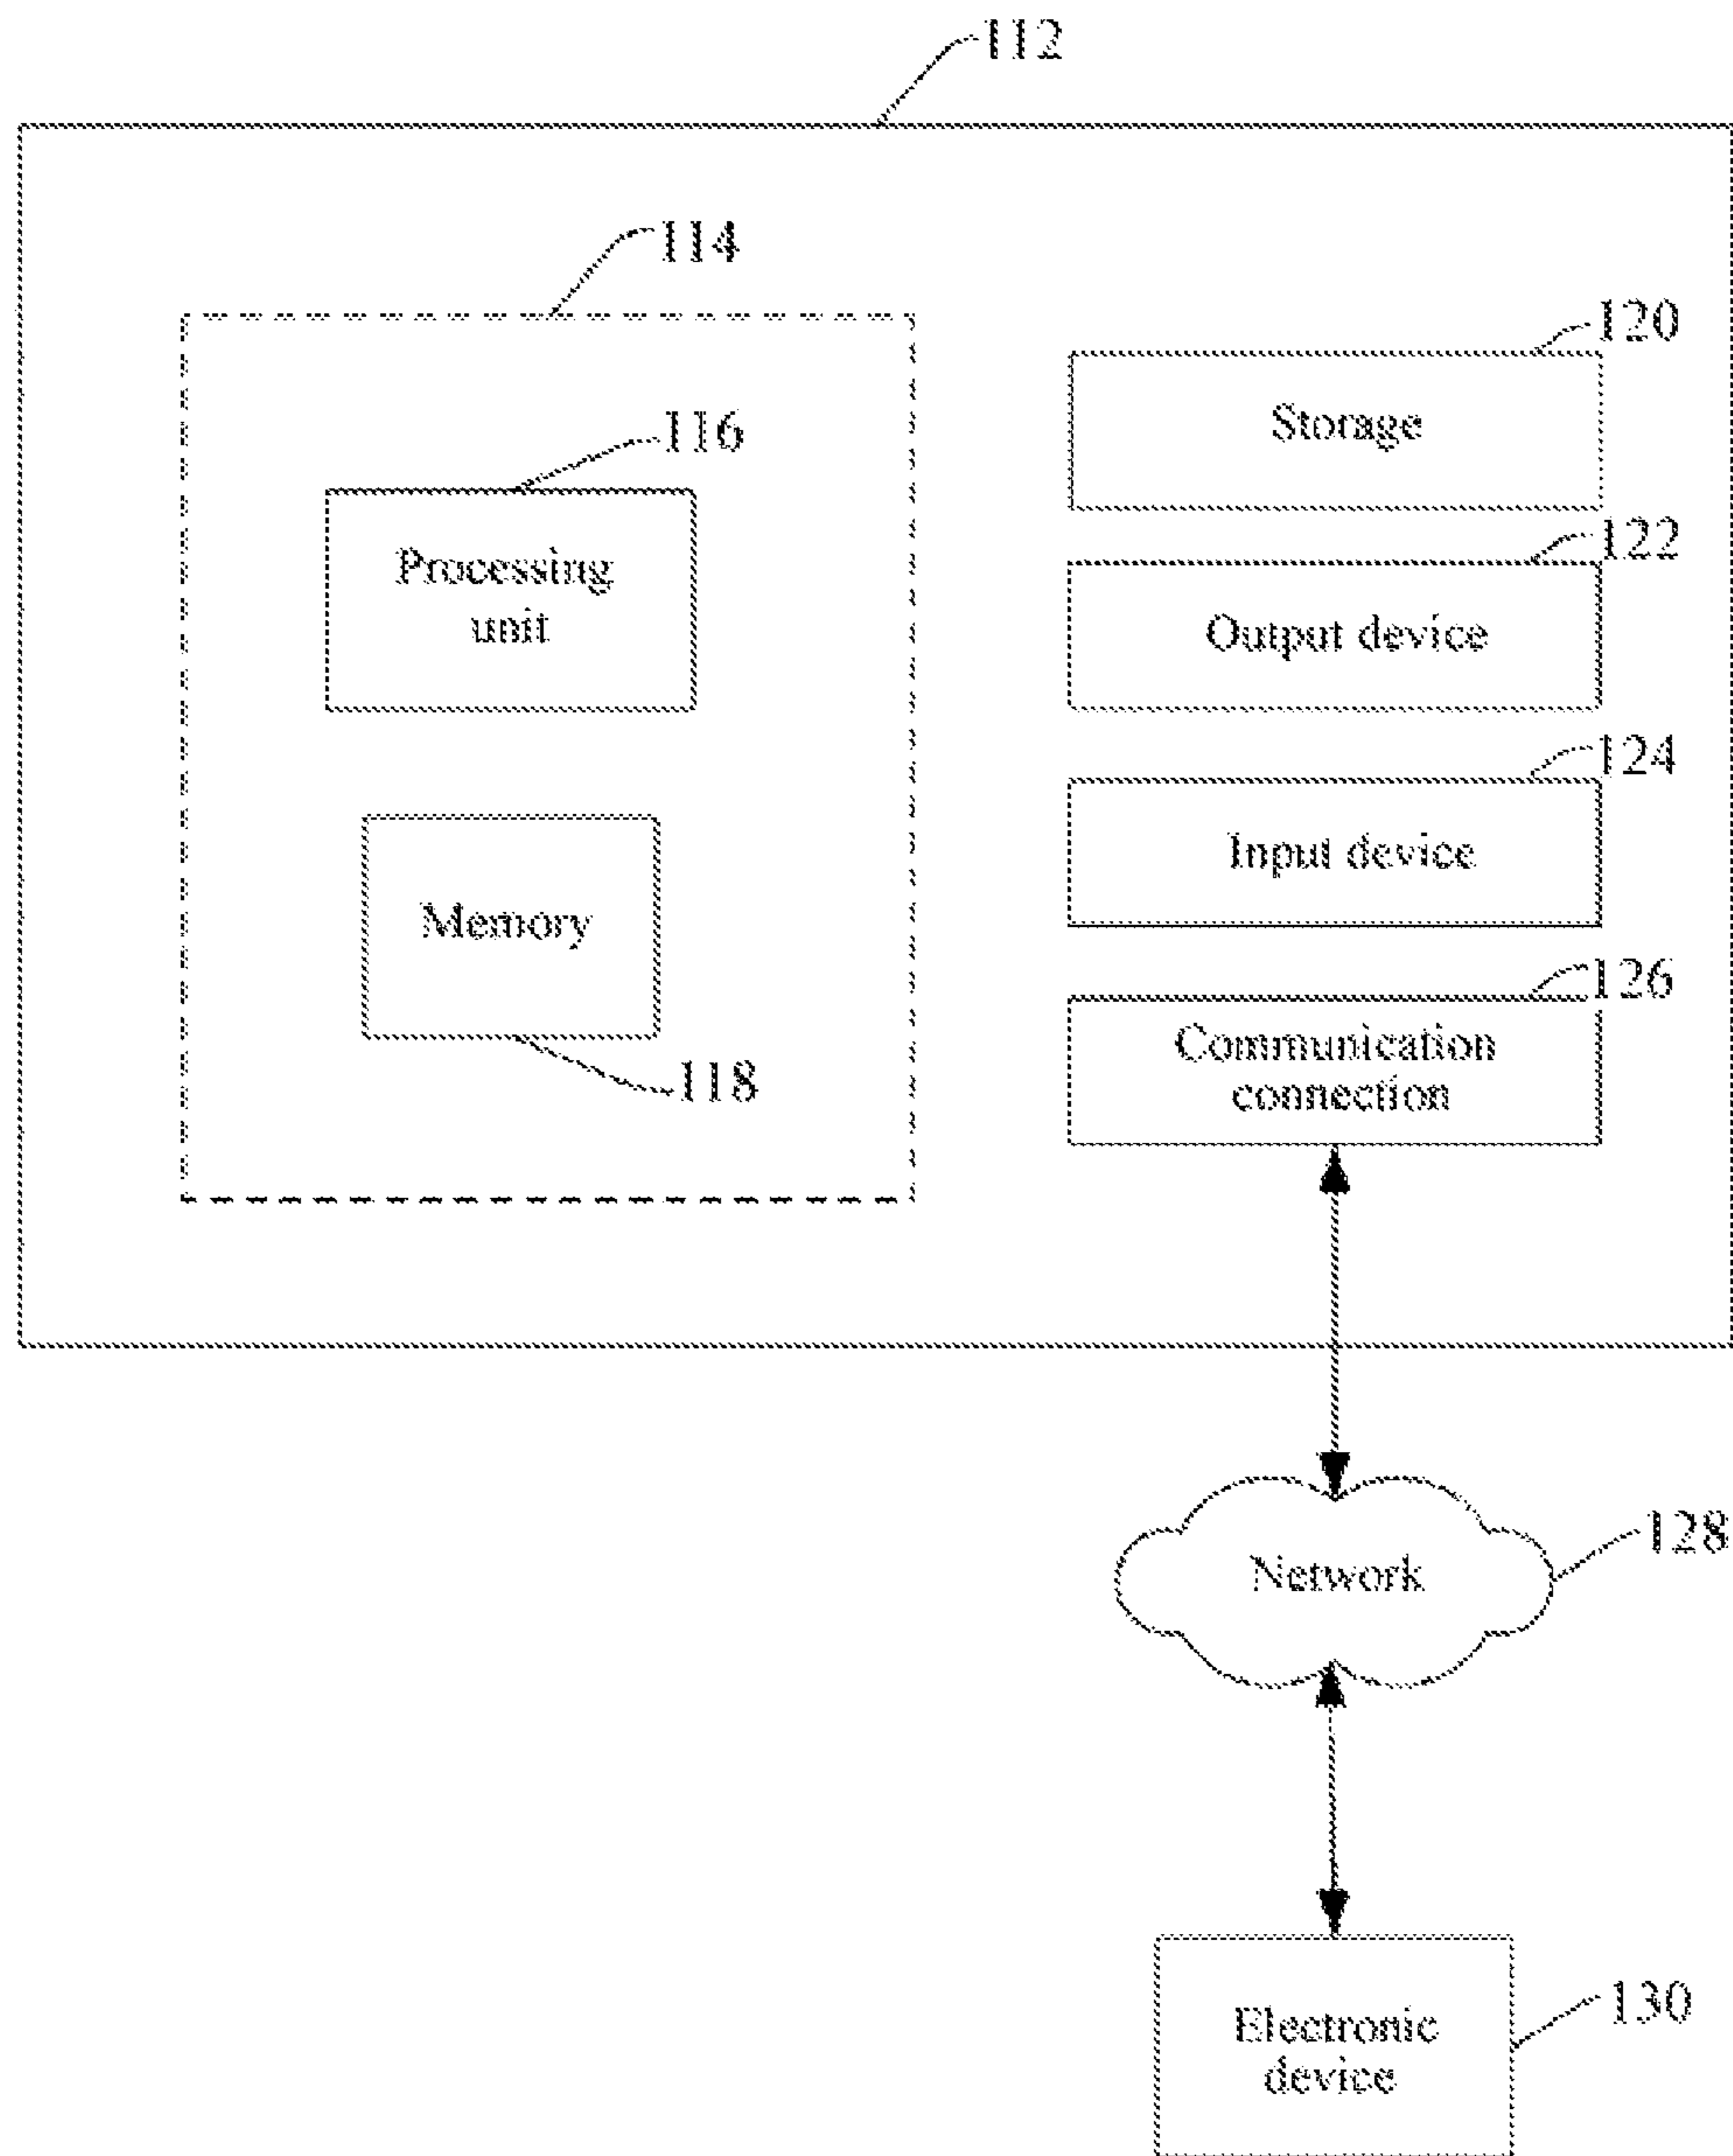 112
114
120
Storage
116
Processing
unit
122
Output device
124
Input device
Memory
118
126
Communication
connection
128
Network
130
Electronic
device